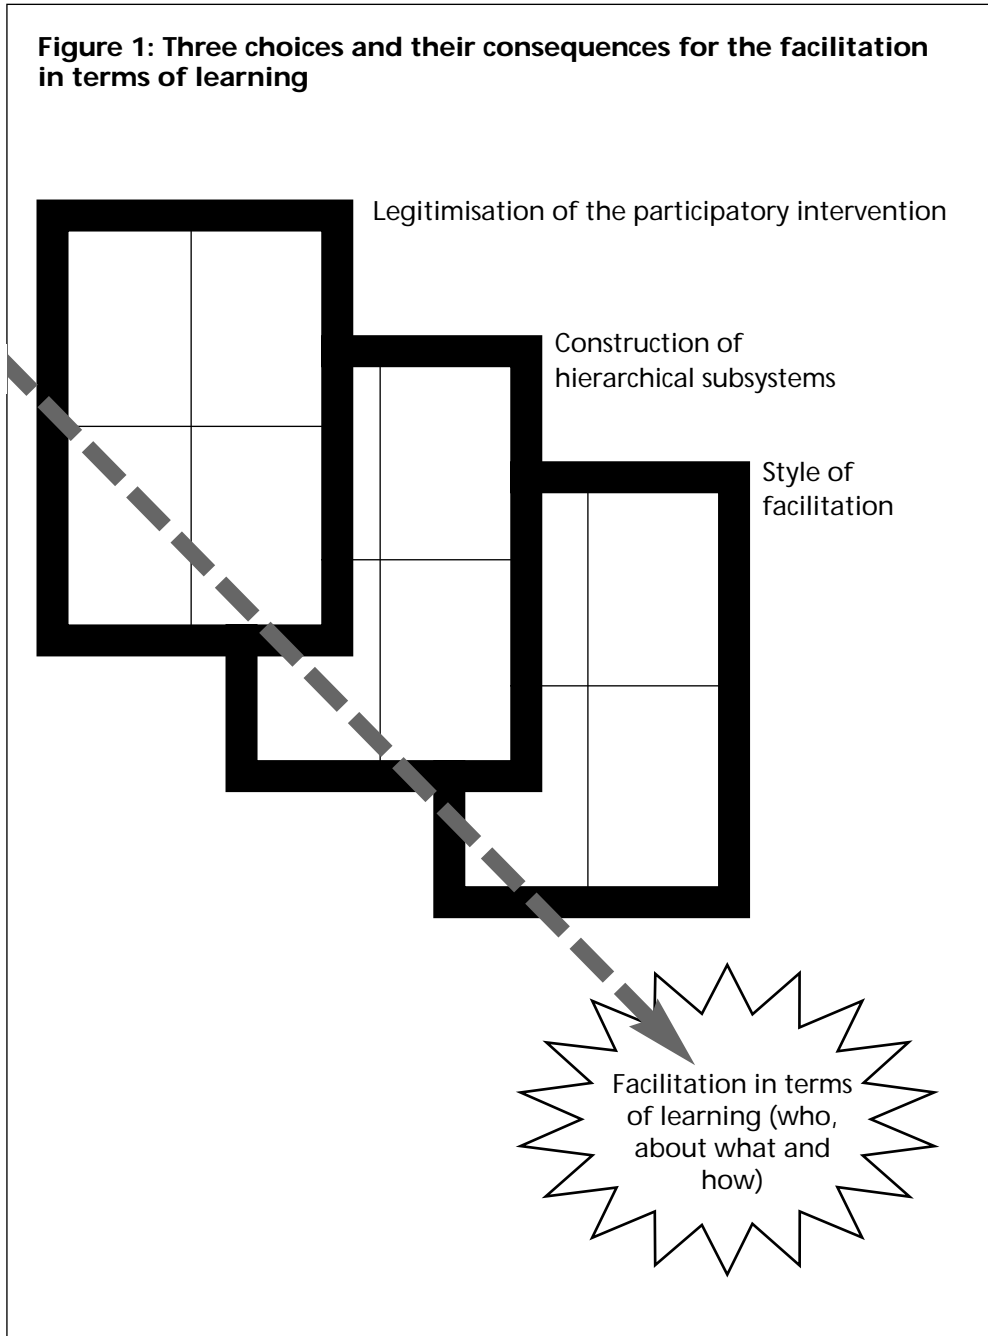 Figure 1: Three choices and their consequences for the facilitation
in terms of learning
Legitimisation of the participatory intervention
Construction of
hierarchical subsystems
Style of
facilitation
Facilitation in terms
of learning (who,
about what and
how)